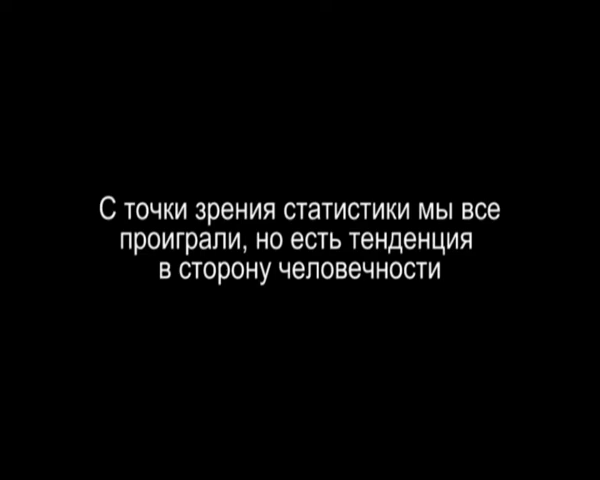 С точки зрения статистики мы все
проиграли, но есть тенденция
в сторону человечности